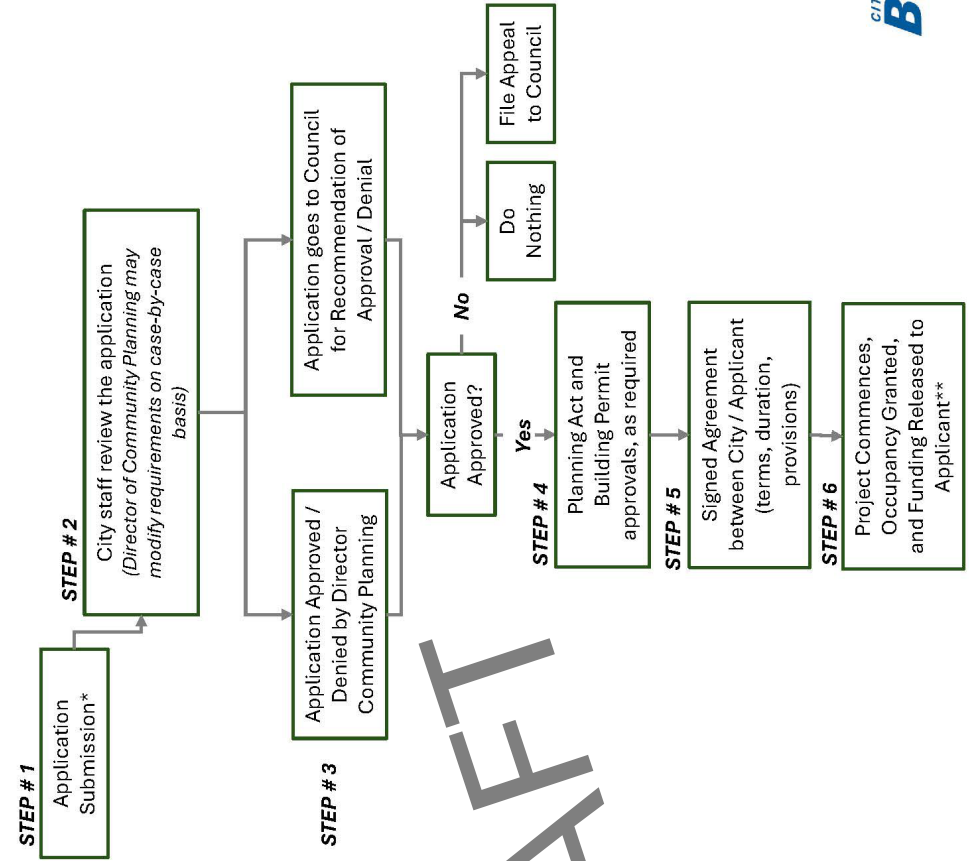 STEP # 1
Application
Submission*
STEP # 2
City staff review the application
(Director of Community Planning may
modify requirements on case-by-case
basis)
STEP # 3
Application Approved /
Denied by Director
Community Planning
Application goes to Council
for Recommendation of
Approval / Denial
Application
Approved?
No
Do
Nothing
File Appeal
to Council
Yes
STEP # 4
Planning Act and
Building Permit
approvals, as required
STEP # 5
Signed Agreement
between City / Applicant
(terms, duration,
provisions)
STEP # 6
Project Commences,
Occupancy Granted,
and Funding Released to
Applicant**
AFT
CIT
B